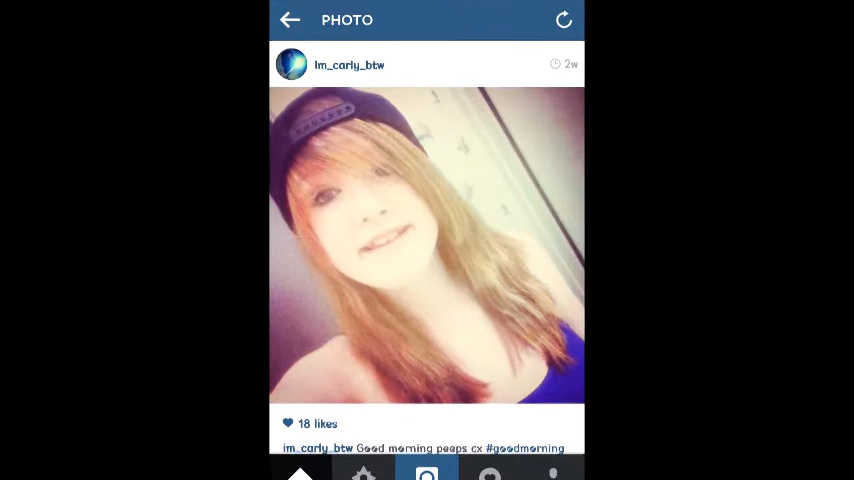 PHOTO
im_carly_btw
2w
18 likes
im_carly_btw Good morning peeps cx #goodmorning